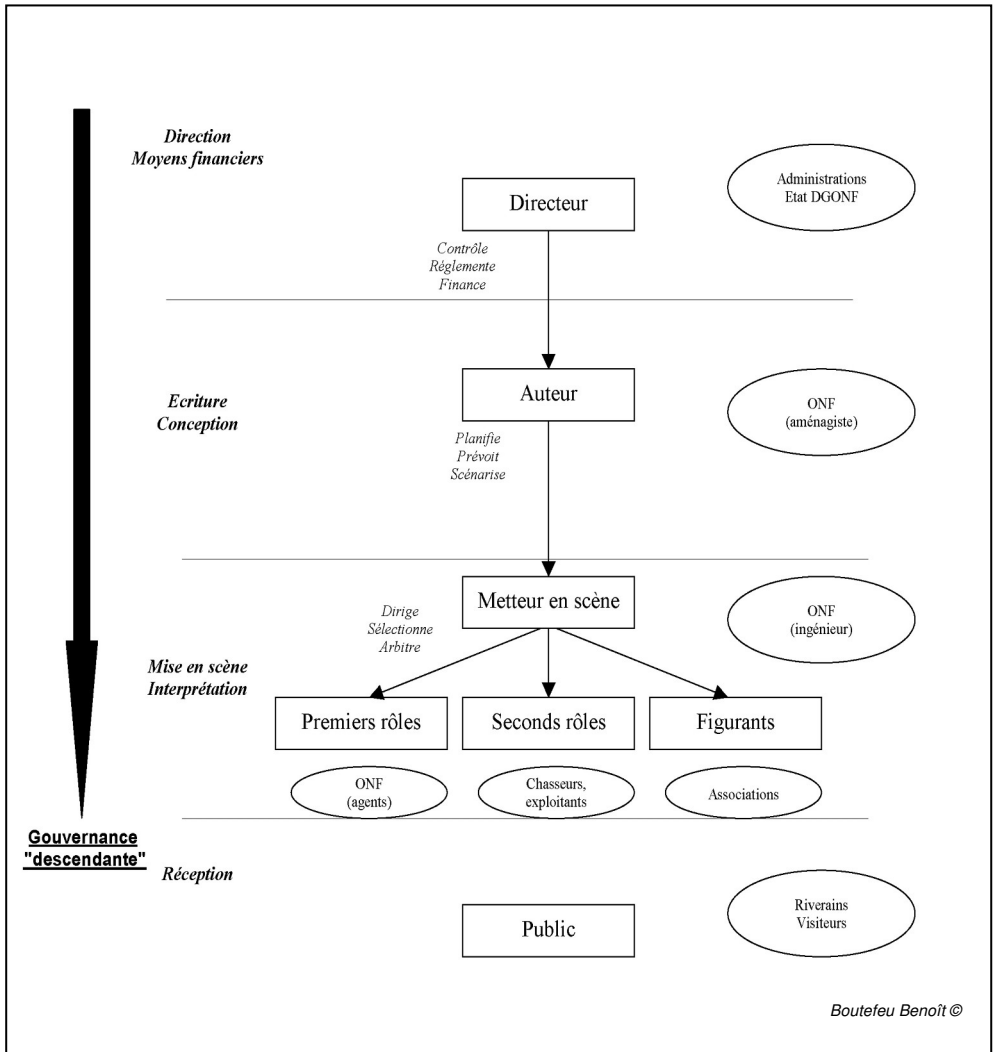 Direction
Moyens financiers
Administrations
Etat DGONF
Directeur
Contrôle
Réglemente
Finance
Ecriture
Conception
Auteur
ONF
(aménagiste)
Planifie
Prévoit
Scénarise
Metteur en scène
ONF
(ingénieur)
Dirige
Sélectionne
Arbitre
Mise en scène
Interprétation
Premiers rôles
Seconds rôles
Figurants
ONF
(agents)
Chasseurs,
exploitants
Associations
Gouvernance
"descendante"
Réception
Public
Riverains
Visiteurs
Boutefeu Benoît ©